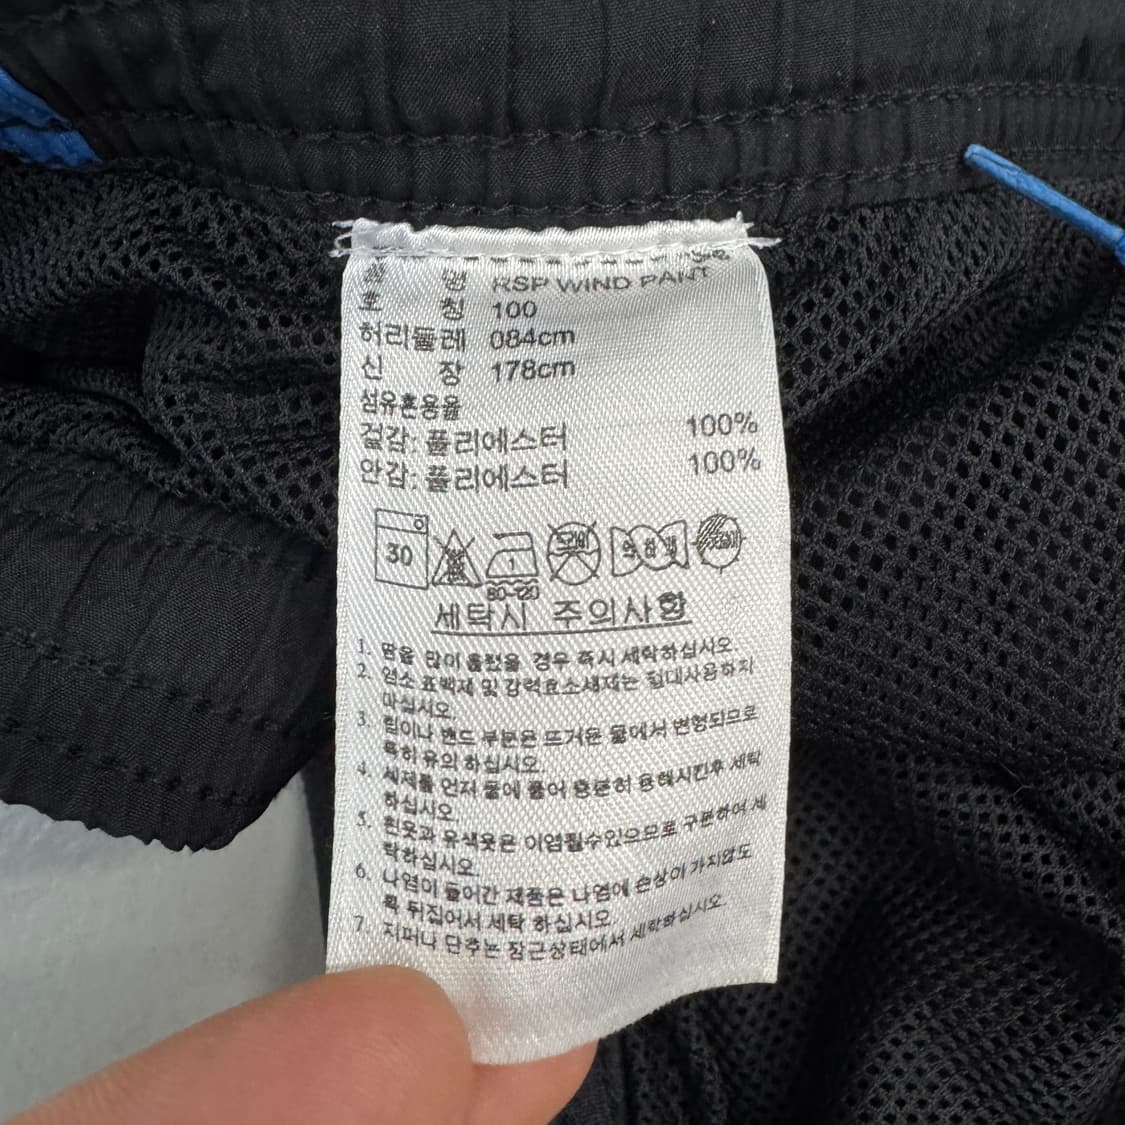 품 명 RSP WIND PANT
호 칭 100
허리둘레 084cm
신 장 178cm
섬유혼용율
겉감: 폴리에스터 100%
안감: 폴리에스터 100%
30
80-120
세탁시 주의사항
1. 땀을 많이 흘렸을 경우 즉시 세탁하십시오
2. 염소 표백제 및 강력효소세제는 절대사용하지
마십시오.
3. 힘이나 밴드 부분은 뜨거운 물에서 변형되므로
특히 유의 하십시오.
4. 세제를 먼저 물에 풀어 충분히 용해시킨후 세탁
하십시오
5. 흰옷과 유색옷은 이염될수있으므로 구분하여 세
탁하십시오.
6. 나염이 들어간 제품은 나염에 손상이 가지않도
록 뒤집어서 세탁 하십시오
7. 지퍼나 단추는 잠근상태에서 세탁하십시오.